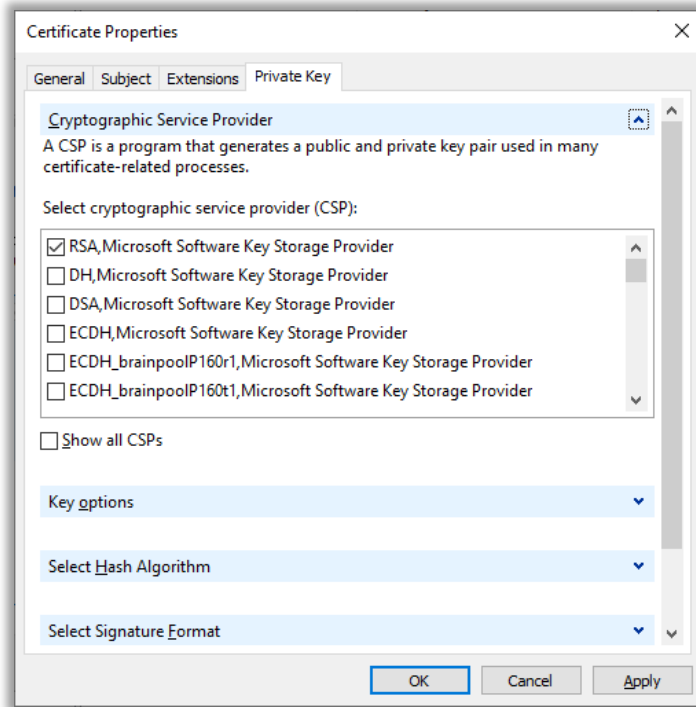 Certificate Properties
General Subject Extensions Private Key
Cryptographic Service Provider
A CSP is a program that generates a public and private key pair used in many
certificate-related processes.
Select cryptographic service provider (CSP):
RSA,Microsoft Software Key Storage Provider
DH,Microsoft Software Key Storage Provider
DSA,Microsoft Software Key Storage Provider
ECDH,Microsoft Software Key Storage Provider
ECDH_brainpoolP160r1,Microsoft Software Key Storage Provider
ECDH_brainpoolP160t1,Microsoft Software Key Storage Provider
Show all CSPs
Key options
Select Hash Algorithm
Select Signature Format
OK Cancel Apply